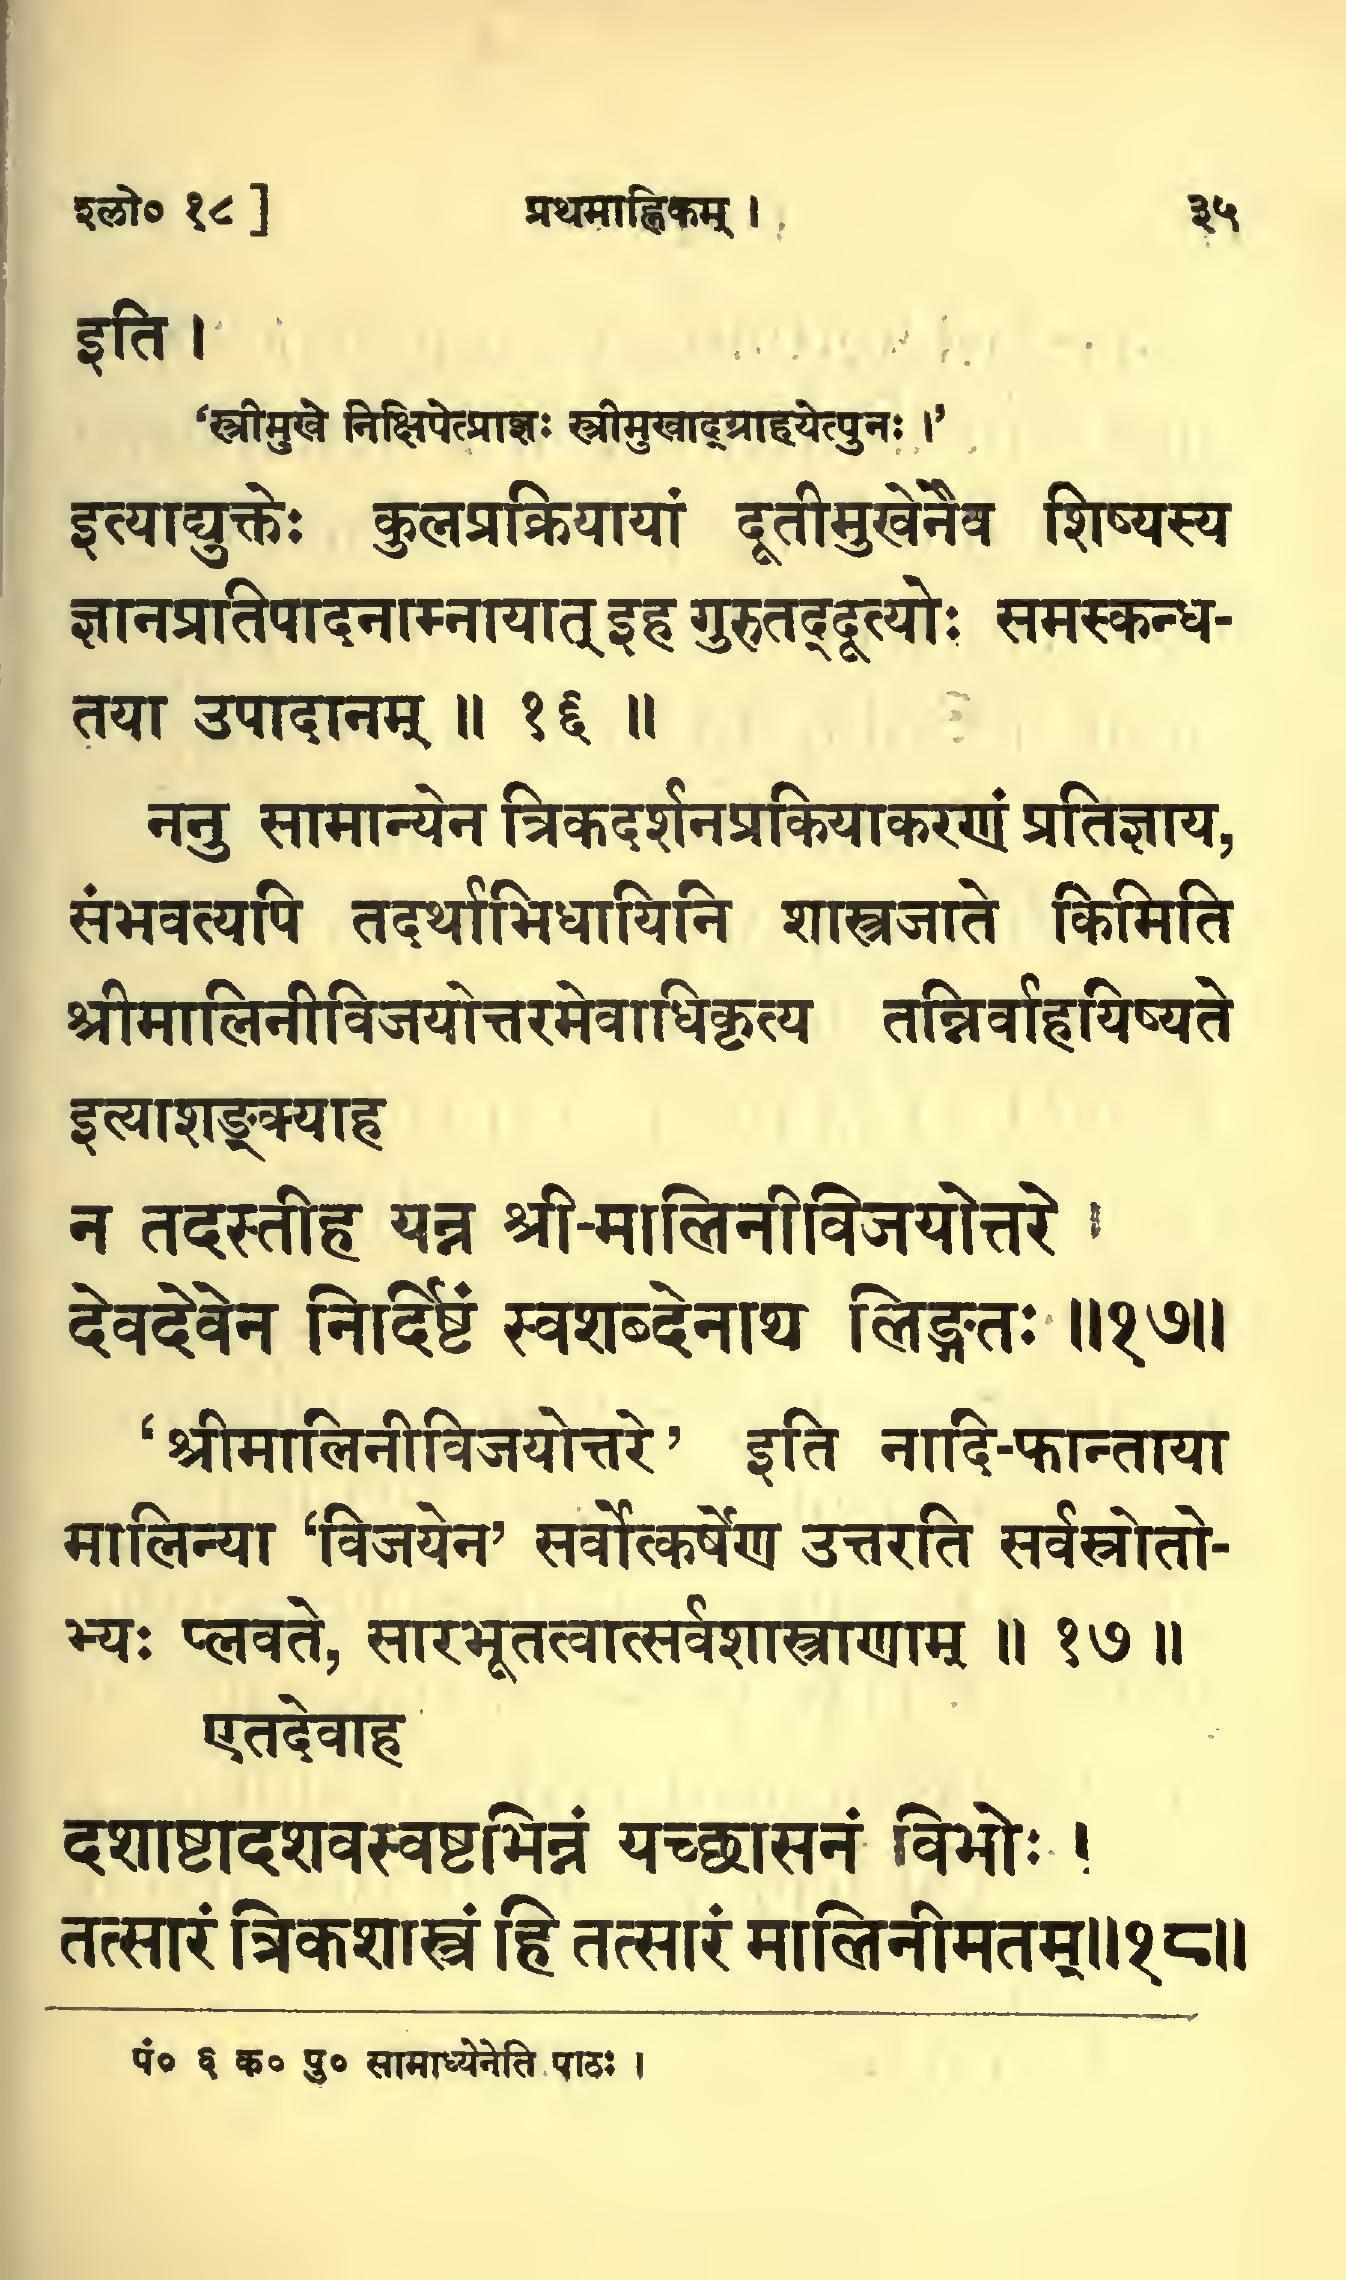 श्लो० १८ ] प्रथमाह्निकम् । ३५
इति ।
‘स्त्रीमुखे निक्षिपेत्प्राज्ञः स्त्रीमुखाद्ग्राहयेत्पुनः ।’
इत्याद्युक्तेः कुलप्रक्रियायां दूतीमुखेनैव शिष्यस्य
ज्ञानप्रतिपादनाम्नायात् इह गुरुतद्दूत्योः समस्कन्ध-
तया उपादानम् ॥ १६ ॥
ननु सामान्येन त्रिकदर्शनप्रकियाकरणं प्रतिज्ञाय,
संभवत्यपि तदर्थाभिधायिनि शास्त्रजाते किमिति
श्रीमालिनीविजयोत्तरमेवाधिकृत्य तन्निर्वाहयिष्यते
इत्याशङ्क्याह
न तदस्तीह यन्न श्री-मालिनीविजयोत्तरे ।
देवदेवेन निर्दिष्टं स्वशब्देनाथ लिङ्गतः ॥१७॥
‘श्रीमालिनीविजयोत्तरे’ इति नादि-फान्ताया
मालिन्या ‘विजयेन’ सर्वोत्कर्षेण उत्तरति सर्वस्त्रोतो-
भ्यः प्लवते, सारभूतत्वात्सर्वशास्त्राणाम् ॥ १७ ॥
एतदेवाह
दशाष्टादशवस्वष्टभिन्नं यच्छासनं विभोः ।
तत्सारं त्रिकशास्त्रं हि तत्सारं मालिनीमतम्॥१८॥
पं० ६ क० पु० सामाध्येनेति पाठः ।